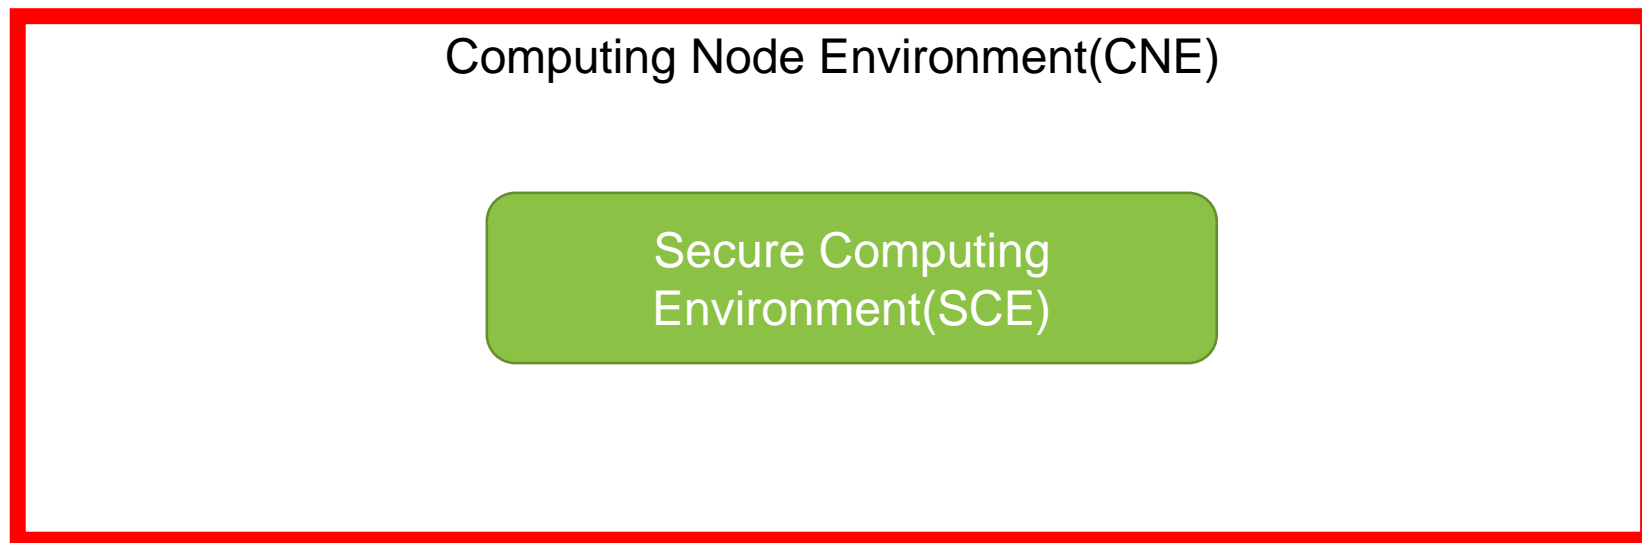 Computing Node Environment(CNE)
Secure Computing
Environment(SCE)